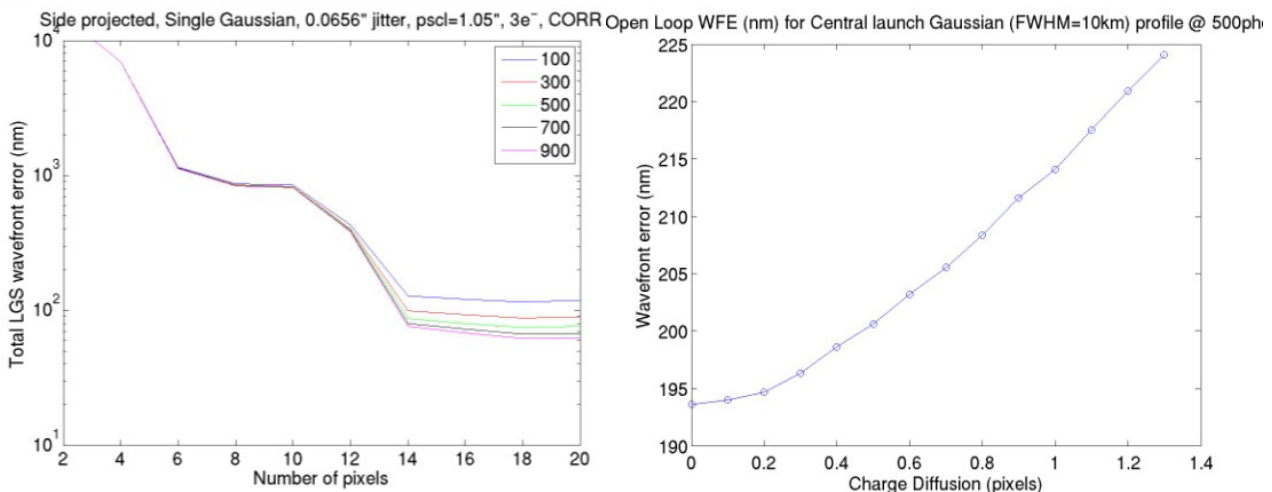 Side projected, Single Gaussian, 0.0656" jitter, pscl=1.05", 3e⁻, CORR
10⁴
10³
10²
10¹
Total LGS wavefront error (nm)
100
300
500
700
900
2 4 6 8 10 12 14 16 18 20
Number of pixels
Open Loop WFE (nm) for Central launch Gaussian (FWHM=10km) profile @ 500pho
225
220
215
210
205
200
195
190
Wavefront error (nm)
0 0.2 0.4 0.6 0.8 1 1.2 1.4
Charge Diffusion (pixels)